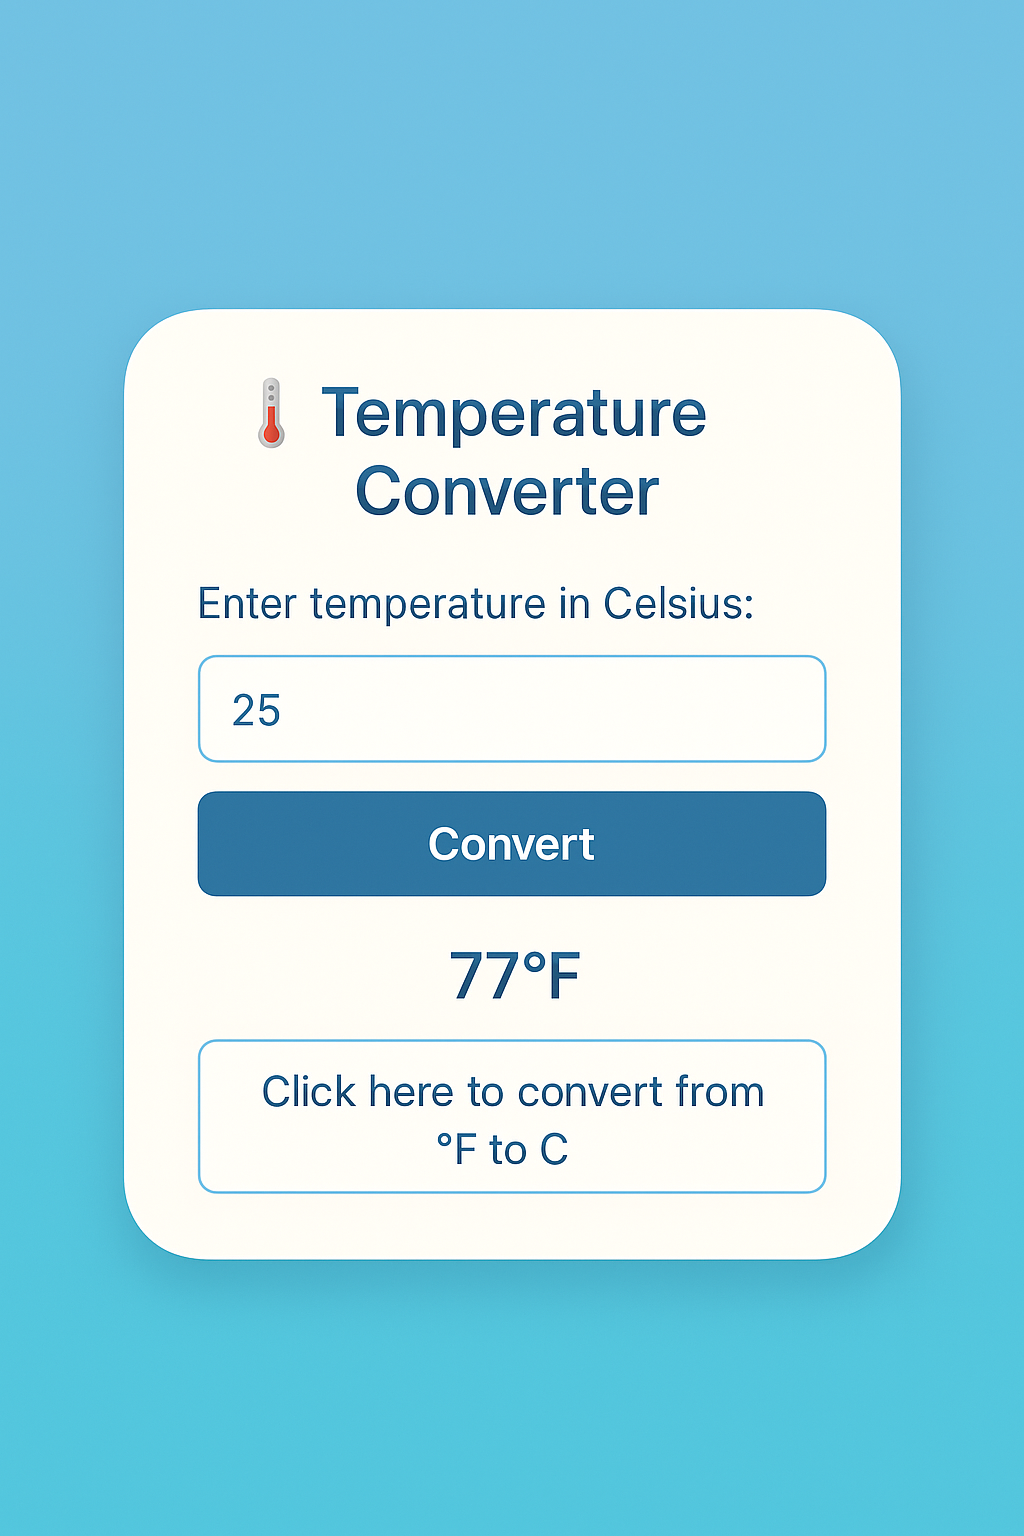 Temperature
Converter
Enter temperature in Celsius:
25
Convert
77°F
Click here to convert from
°F to C